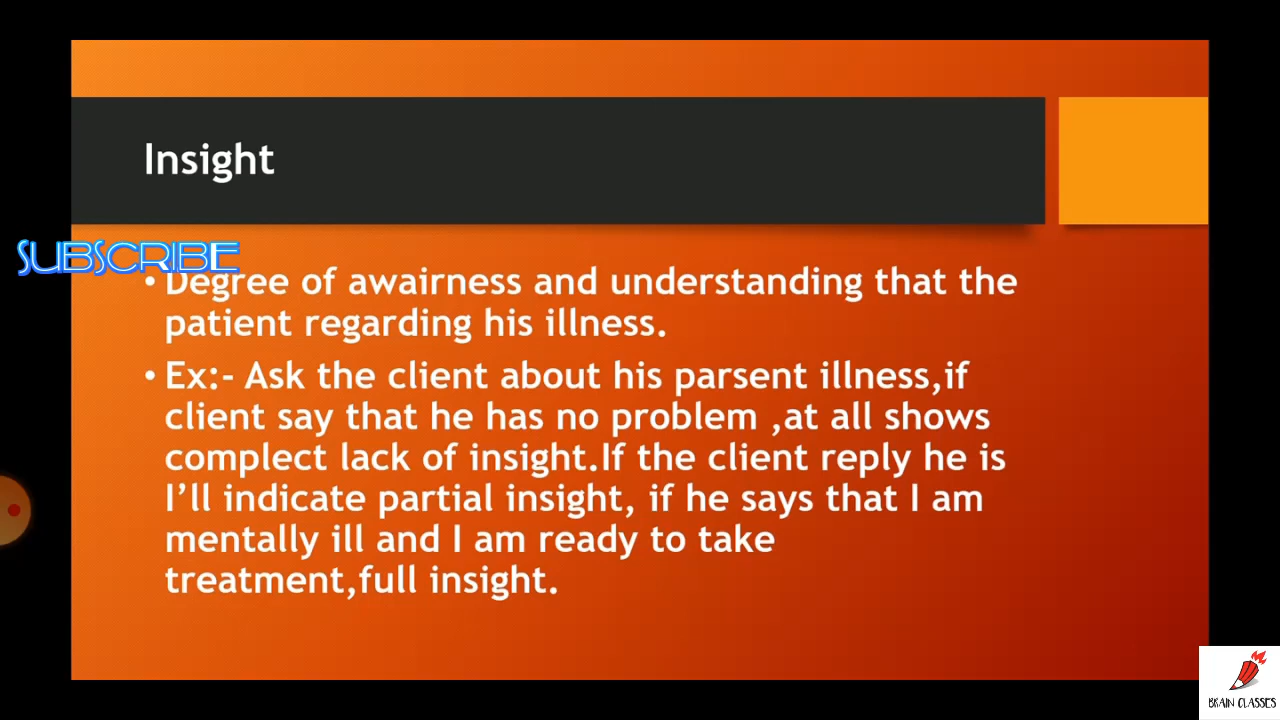 Insight
SUBSCRIBE
• Degree of awairness and understanding that the
patient regarding his illness.
• Ex:- Ask the client about his parsent illness,if
client say that he has no problem ,at all shows
complect lack of insight.If the client reply he is
I’ll indicate partial insight, if he says that I am
mentally ill and I am ready to take
treatment,full insight.
BRAIN CLASSES